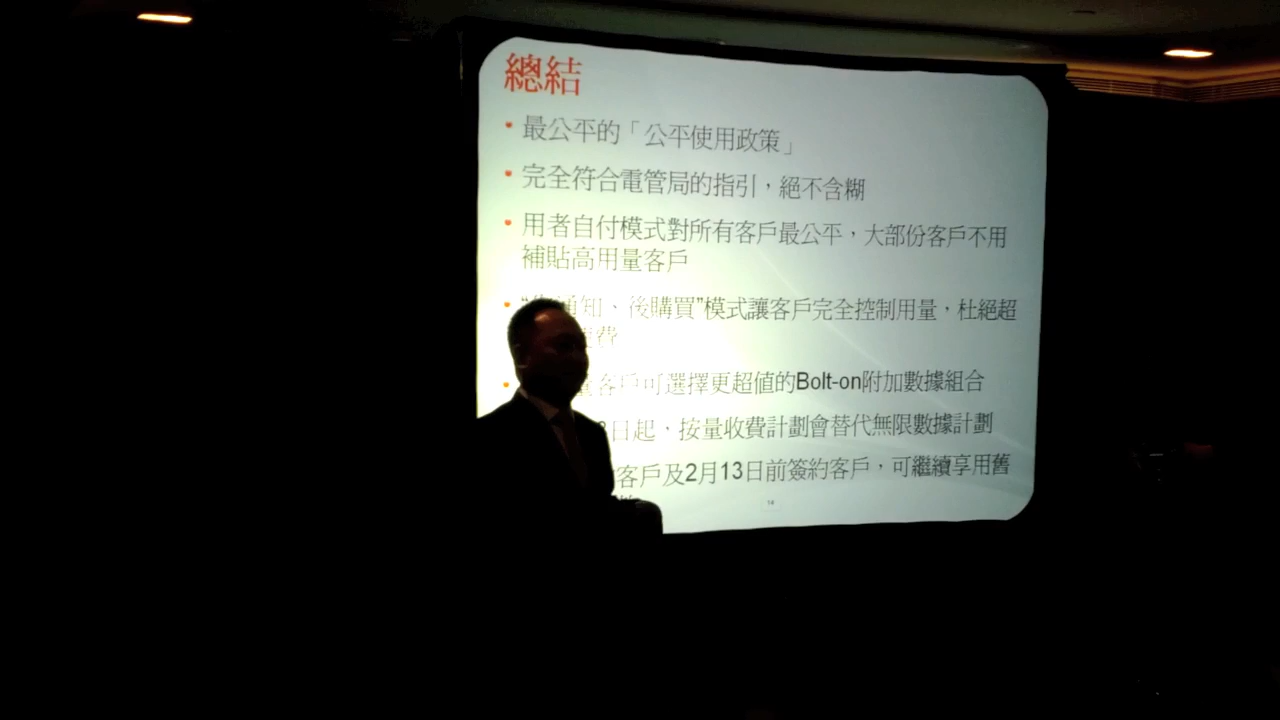 總結
• 最公平的「公平使用政策」
• 完全符合電管局的指引，絕不含糊
• 用者自付模式對所有客戶最公平，大部份客戶不用
補貼高用量客戶
• “ 通知、後購買”模式讓客戶完全控制用量，杜絕超
費
• 客戶可選擇更超值的Bolt-on附加數據組合
日起，按量收費計劃會替代無限數據計劃
客戶及2月13日前簽約客戶，可繼續享用舊
14